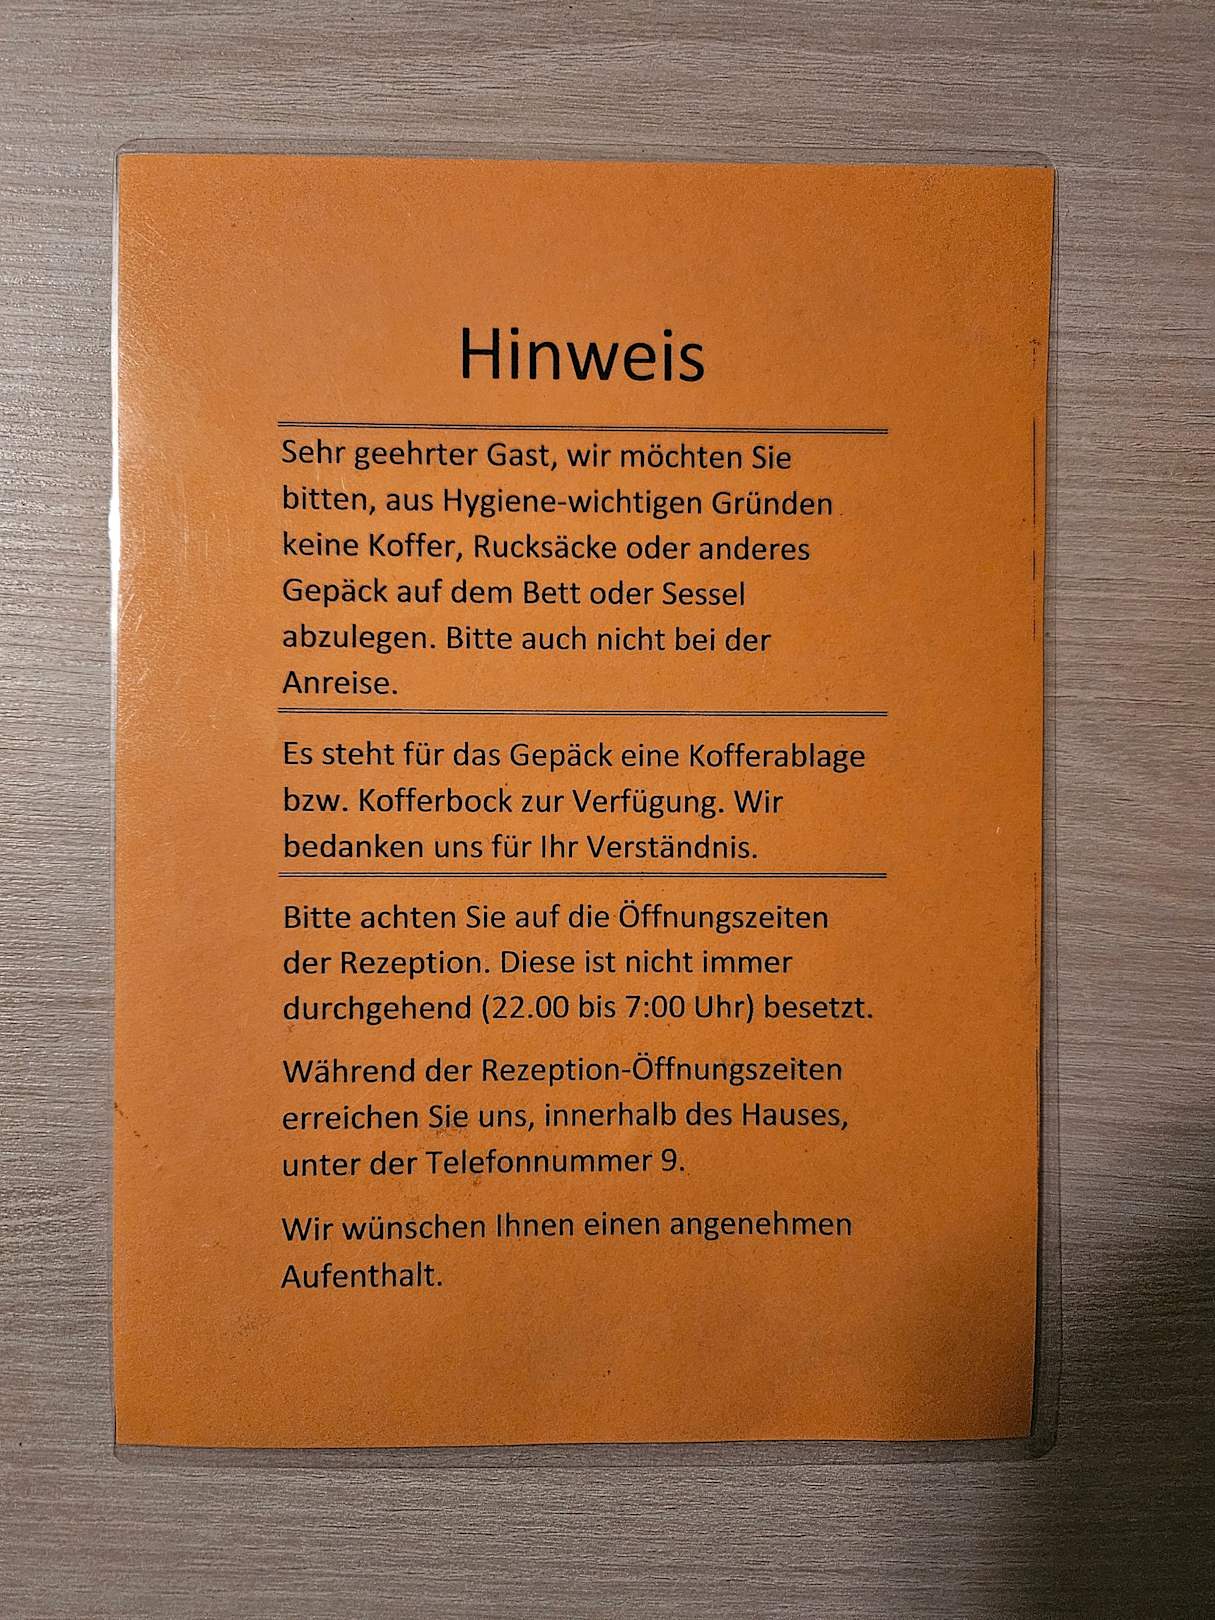 Hinweis
Sehr geehrter Gast, wir möchten Sie
bitten, aus Hygiene-wichtigen Gründen
keine Koffer, Rucksäcke oder anderes
Gepäck auf dem Bett oder Sessel
abzulegen. Bitte auch nicht bei der
Anreise.
Es steht für das Gepäck eine Kofferablage
bzw. Kofferbock zur Verfügung. Wir
bedanken uns für Ihr Verständnis.
Bitte achten Sie auf die Öffnungszeiten
der Rezeption. Diese ist nicht immer
durchgehend (22.00 bis 7:00 Uhr) besetzt.
Während der Rezeption-Öffnungszeiten
erreichen Sie uns, innerhalb des Hauses,
unter der Telefonnummer 9.
Wir wünschen Ihnen einen angenehmen
Aufenthalt.